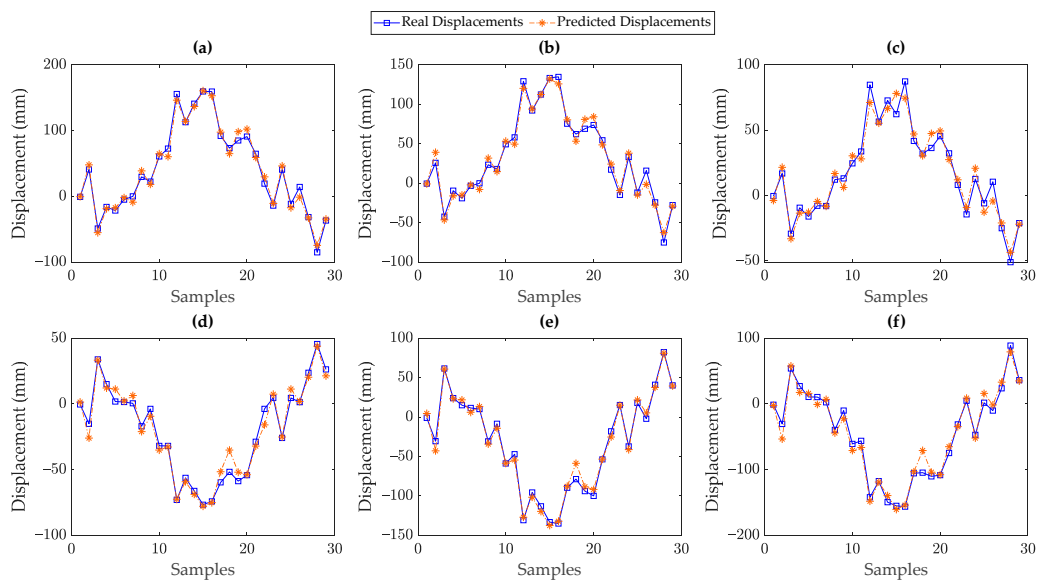 Real Displacements Predicted Displacements
(a) (b) (c)
200
100
0
−100
Displacement (mm)
0 10 20 30
Samples
150
100
50
0
−50
−100
Displacement (mm)
0 10 20 30
Samples
100
50
0
−50
Displacement (mm)
0 10 20 30
Samples
(d) (e) (f)
50
0
−50
−100
Displacement (mm)
0 10 20 30
Samples
100
50
0
−50
−100
−150
Displacement (mm)
0 10 20 30
Samples
100
0
−100
−200
Displacement (mm)
0 10 20 30
Samples